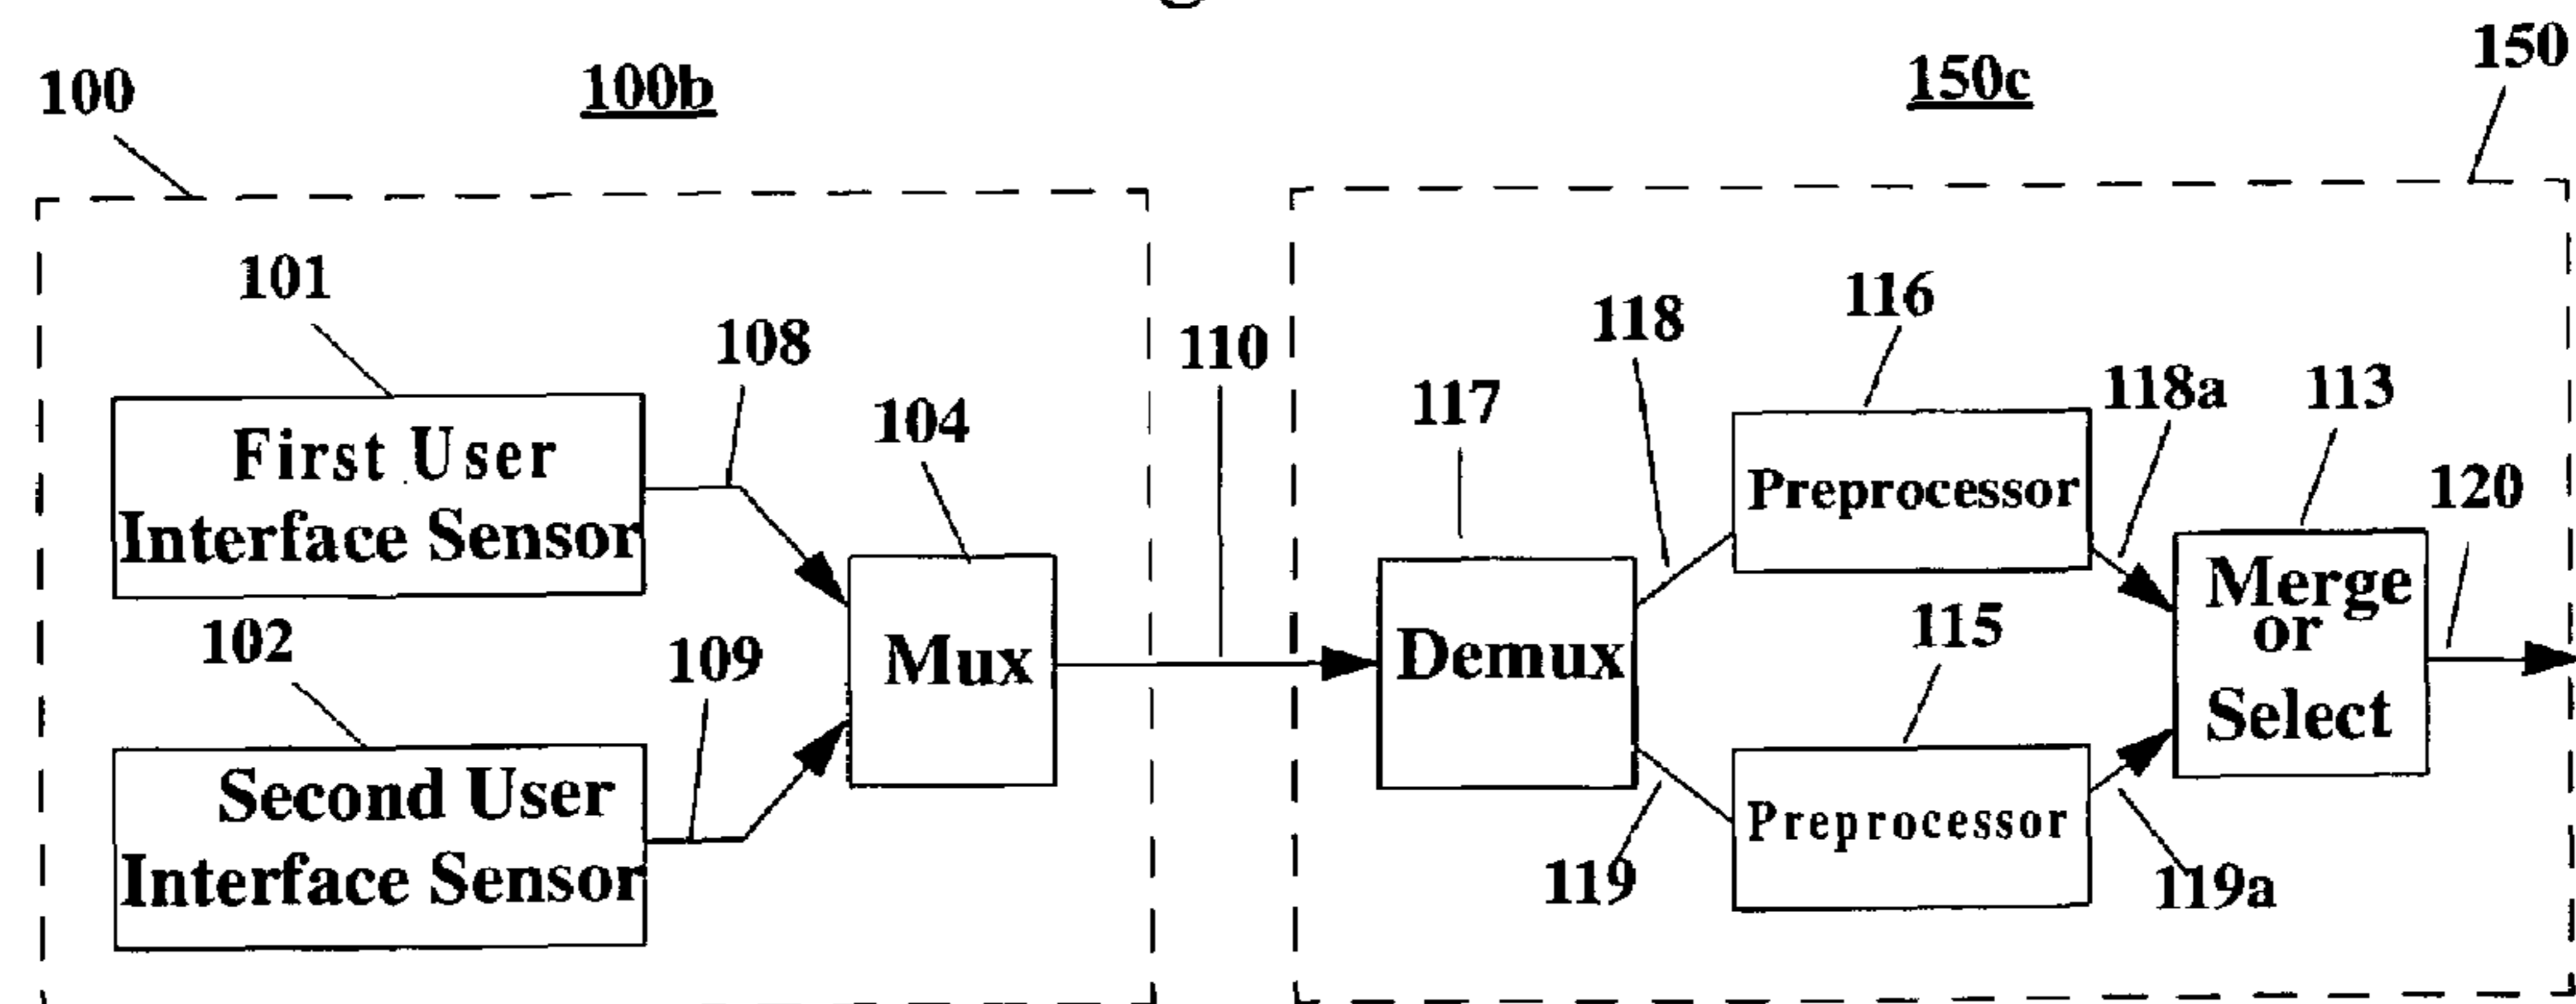 100
100b
150c
150
101
108
104
110
117
118
116
118a
113
120
First User
Interface Sensor
102
109
Second User
Interface Sensor
Mux
Demux
Preprocessor
115
Preprocessor
119
119a
Merge
or
Select